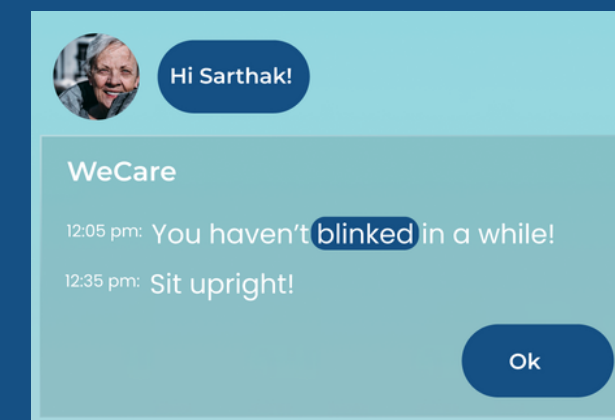 Hi Sarthak!
WeCare
12:05 pm: You haven’t blinked in a while!
12:35 pm: Sit upright!
Ok